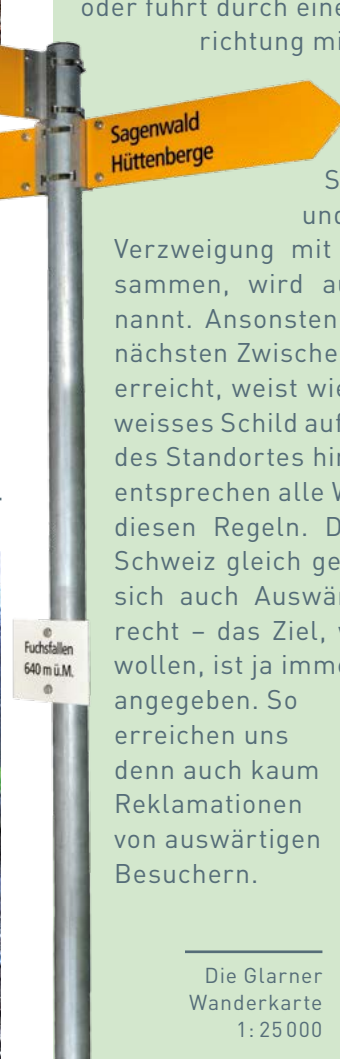 oder führt durch eine
richtung mi
Sagenwald
Hüttenberge
S
und
Verzweigung mit
sammen, wird au
nannt. Ansonsten
nächsten Zwische
erreicht, weist wie
weisses Schild auf
des Standortes hin
entsprechen alle W
diesen Regeln. D
Schweiz gleich ge
sich auch Auswär
recht – das Ziel, v
wollen, ist ja imme
angegeben. So
erreichen uns
denn auch kaum
Reklamationen
von auswärtigen
Besuchern.
Fuchsfallen
640 m ü.M.
Die Glarner
Wanderkarte
1:25000